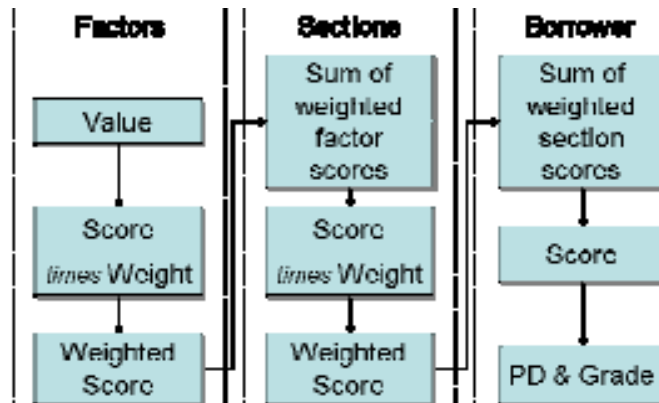 Factors
Value
Score
times Weight
Weighted
Score
Sections
Sum of
weighted
factor
scores
Score
times Weight
Weighted
Score
Borrower
Sum of
weighted
section
scores
Score
PD & Grade